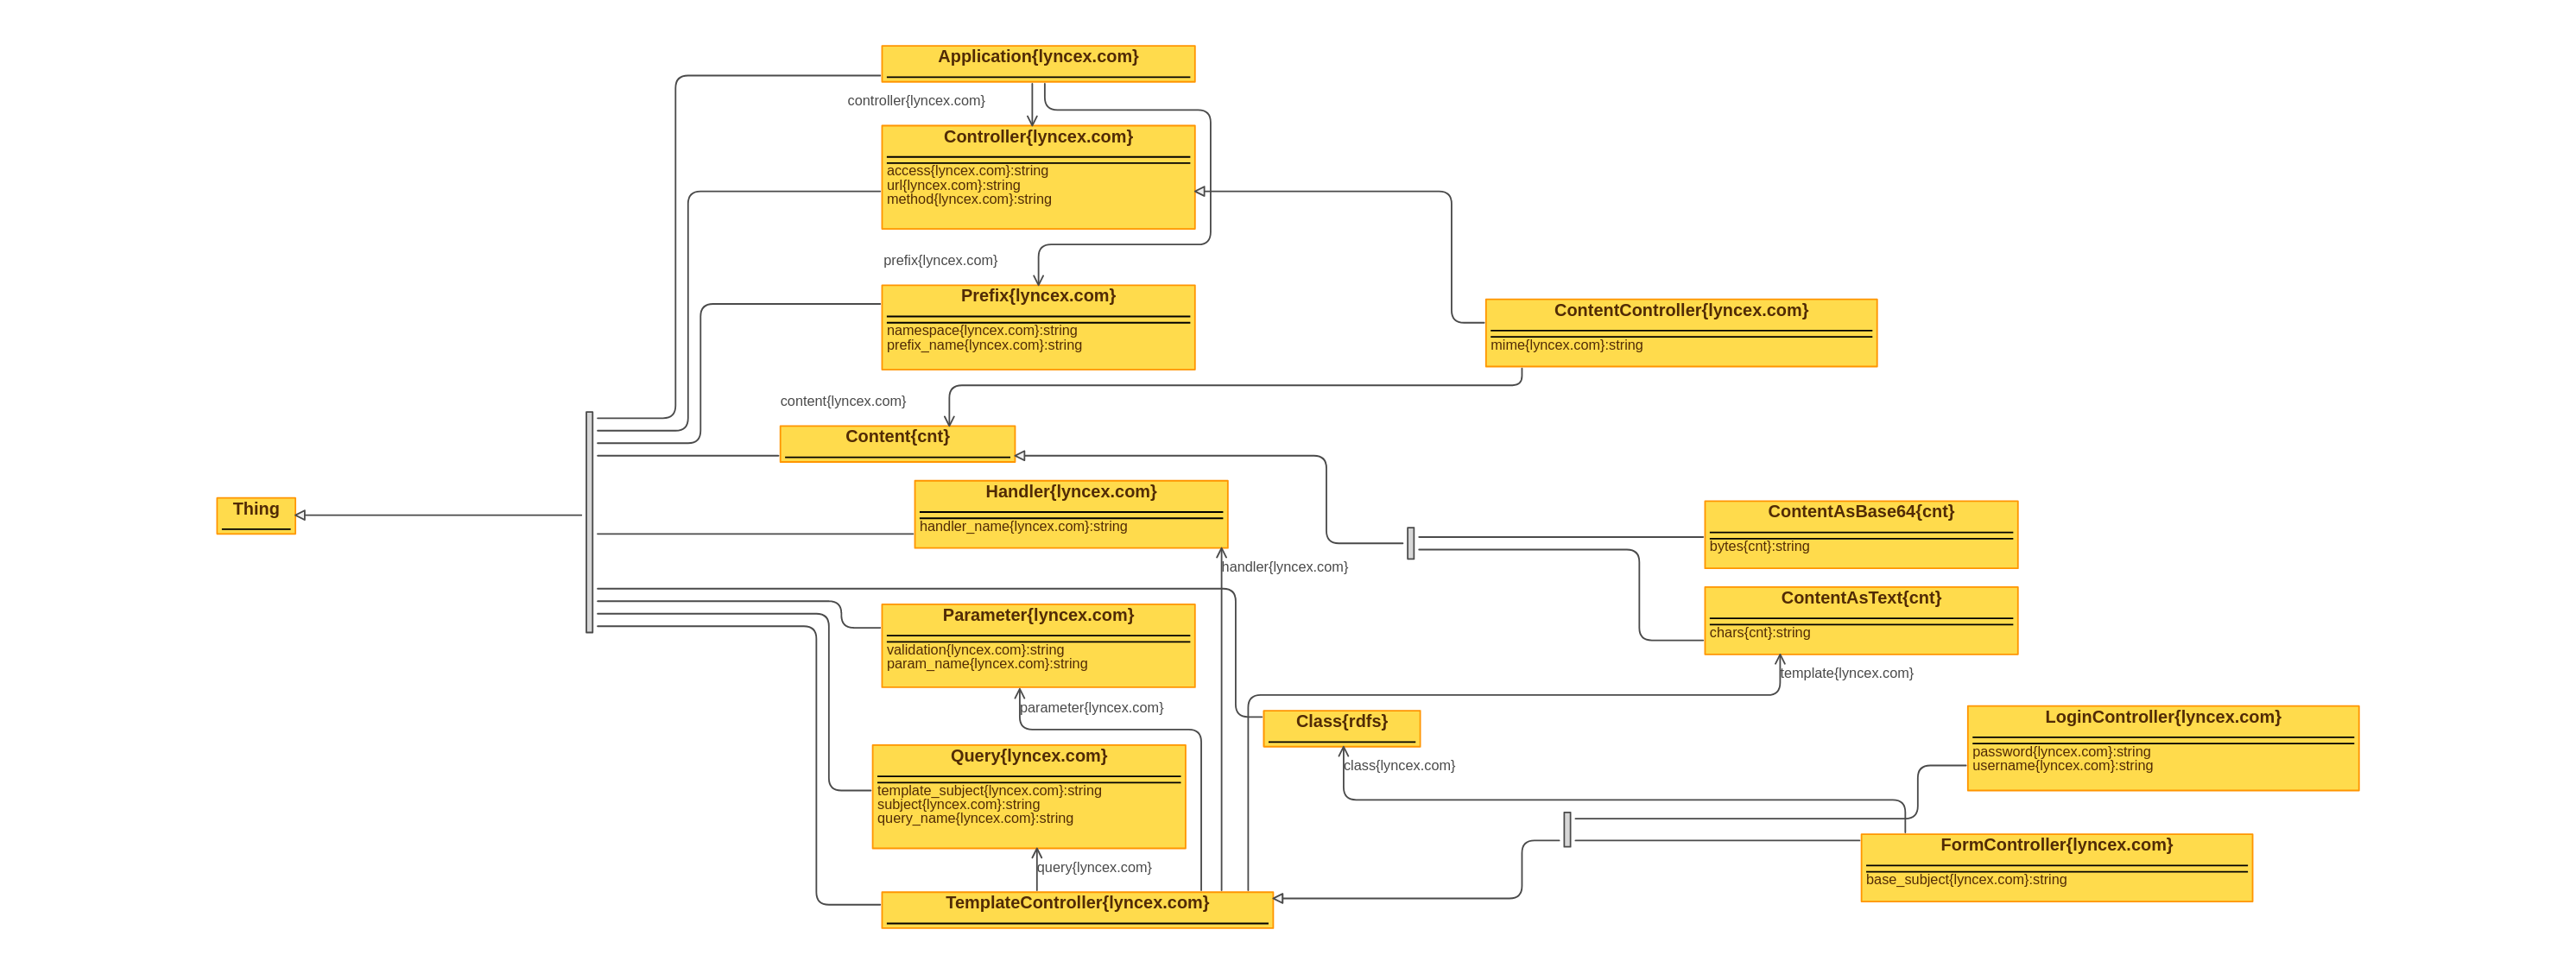 Application{lyncex.com}
controller{lyncex.com}
Controller{lyncex.com}
access{lyncex.com}:string
url{lyncex.com}:string
method{lyncex.com}:string
prefix{lyncex.com}
Prefix{lyncex.com}
namespace{lyncex.com}:string
prefix_name{lyncex.com}:string
ContentController{lyncex.com}
mime{lyncex.com}:string
content{lyncex.com}
Content{cnt}
Thing
Handler{lyncex.com}
handler_name{lyncex.com}:string
handler{lyncex.com}
ContentAsBase64{cnt}
bytes{cnt}:string
ContentAsText{cnt}
chars{cnt}:string
template{lyncex.com}
Parameter{lyncex.com}
validation{lyncex.com}:string
param_name{lyncex.com}:string
parameter{lyncex.com}
Class{rdfs}
class{lyncex.com}
LoginController{lyncex.com}
password{lyncex.com}:string
username{lyncex.com}:string
Query{lyncex.com}
template_subject{lyncex.com}:string
subject{lyncex.com}:string
query_name{lyncex.com}:string
query{lyncex.com}
FormController{lyncex.com}
base_subject{lyncex.com}:string
TemplateController{lyncex.com}